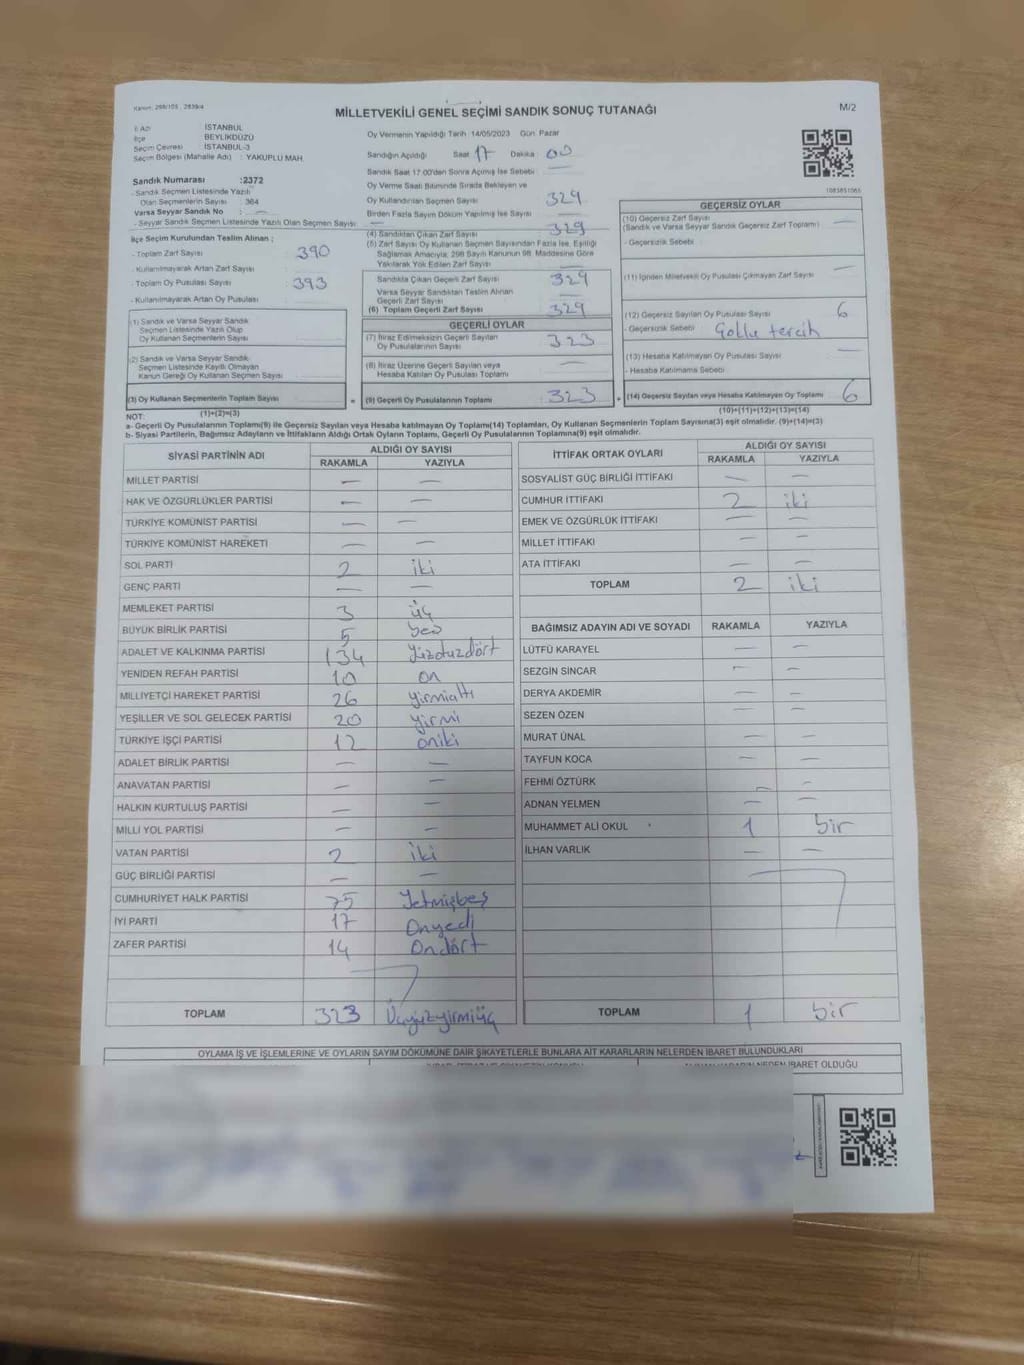 Kanun: 298/105 , 2839/4
MİLLETVEKİLİ GENEL SEÇİMİ SANDIK SONUÇ TUTANAĞI
M/2
İl Adı İSTANBUL
İlçe BEYLİKDÜZÜ
Seçim Çevresi İSTANBUL-3
Seçim Bölgesi (Mahalle Adı) : YAKUPLU MAH.
Sandık Numarası :2372
- Sandık Seçmen Listesinde Yazılı
Olan Seçmenlerin Sayısı : 364
Varsa Seyyar Sandık No : —
- Seyyar Sandık Listesinde Yazılı Olan Seçmen Sayısı: —
İlçe Seçim Kurulundan Teslim Alınan ;
- Toplam Zarf Sayısı 390
- Kullanılmayarak Artan Zarf Sayısı
- Toplam Oy Pusulası Sayısı 393
- Kullanılmayarak Artan Oy Pusulası
(1) Sandık ve Varsa Seyyar Sandık
Seçmen Listesinde Yazılı Olup
Oy Kullanan Seçmenlerin Sayısı
(2) Sandık ve Varsa Seyyar Sandık
Seçmen Listesinde Kayıtlı Olmayan
Kanun Gereği Oy Kullanan Seçmen Sayısı
(3) Oy Kullanan Seçmenlerin Toplam Sayısı
(1)+(2)=(3)
Oy Vermenin Yapıldığı Tarih :14/05/2023 Gün: Pazar
Sandığın Açıldığı Saat 17 Dakika 00
Sandık Saat 17.00'den Sonra Açılmış İse Sebebi —
Oy Verme Saati Bitiminde Sırada Bekleyen ve
Oy Kullandırılan Seçmen Sayısı 329
Birden Fazla Sayım Döküm Yapılmış İse Sayısı —
(4) Sandıktan Çıkan Zarf Sayısı 329
(5) Zarf Sayısı Oy Kullanan Seçmen Sayısından Fazla İse, Eşitliği
Sağlamak Amacıyla; 298 Sayılı Kanunun 98. Maddesine Göre
Yakılarak Yok Edilen Zarf Sayısı —
Sandıkta Çıkan Geçerli Zarf Sayısı 329
Varsa Seyyar Sandıktan Teslim Alınan
Geçerli Zarf Sayısı —
(6) Toplam Geçerli Zarf Sayısı 329
GEÇERLİ OYLAR
(7) İtiraz Edilmeksizin Geçerli Sayılan
Oy Pusulalarının Sayısı 323
(8) İtiraz Üzerine Geçerli Sayılan veya
Hesaba Katılan Oy Pusulası Toplamı —
= (9) Geçerli Oy Pusulalarının Toplamı 323
1083851065
GEÇERSİZ OYLAR
(10) Geçersiz Zarf Sayısı
(Sandık ve Varsa Seyyar Sandık Geçersiz Zarf Toplamı) —
- Geçersizlik Sebebi :
(11) İçinden Milletvekili Oy Pusulası Çıkmayan Zarf Sayısı —
(12) Geçersiz Sayılan Oy Pusulası Sayısı 6
- Geçersizlik Sebebi
(13) Hesaba Katılmayan Oy Pusulası Sayısı —
- Hesaba Katılmama Sebebi
+ (14) Geçersiz Sayılan veya Hesaba Katılmayan Oy Toplamı 6
(10)+(11)+(12)+(13)=(14)
NOT:
a- Geçerli Oy Pusulalarının Toplamı(9) ile Geçersiz Sayılan veya Hesaba katılmayan Oy Toplamı(14) Toplamları, Oy Kullanan Seçmenlerin Toplam Sayısına(3) eşit olmalıdır. (9)+(14)=(3)
b- Siyasi Partilerin, Bağımsız Adayların ve İttifakların Aldığı Ortak Oyların Toplamı, Geçerli Oy Pusulalarının Toplamına(9) eşit olmalıdır.
SİYASİ PARTİNİN ADI ALDIĞI OY SAYISI
RAKAMLA YAZIYLA
MİLLET PARTİSİ — —
HAK VE ÖZGÜRLÜKLER PARTİSİ — —
TÜRKİYE KOMÜNİST PARTİSİ — —
TÜRKİYE KOMÜNİST HAREKETİ — —
SOL PARTİ 2 iki
GENÇ PARTİ — —
MEMLEKET PARTİSİ 3 üç
BÜYÜK BİRLİK PARTİSİ 5
ADALET VE KALKINMA PARTİSİ 134 yüzotuzdört
YENİDEN REFAH PARTİSİ 10 on
MİLLİYETÇİ HAREKET PARTİSİ 26 yirmialtı
YEŞİLLER VE SOL GELECEK PARTİSİ 20 yirmi
TÜRKİYE İŞÇİ PARTİSİ 12 oniki
ADALET BİRLİK PARTİSİ — —
ANAVATAN PARTİSİ — —
HALKIN KURTULUŞ PARTİSİ — —
MİLLİ YOL PARTİSİ — —
VATAN PARTİSİ 2 iki
GÜÇ BİRLİĞİ PARTİSİ — —
CUMHURİYET HALK PARTİSİ 75 Yetmişbeş
İYİ PARTİ 17 Onyedi
ZAFER PARTİSİ 14 Ondört
TOPLAM 323 Üçyüzyirmiüç
İTTİFAK ORTAK OYLARI ALDIĞI OY SAYISI
RAKAMLA YAZIYLA
SOSYALİST GÜÇ BİRLİĞİ İTTİFAKI — —
CUMHUR İTTİFAKI 2 iki
EMEK VE ÖZGÜRLÜK İTTİFAKI — —
MİLLET İTTİFAKI — —
ATA İTTİFAKI — —
TOPLAM 2 iki
BAĞIMSIZ ADAYIN ADI VE SOYADI RAKAMLA YAZIYLA
LÜTFÜ KARAYEL — —
SEZGİN SİNCAR — —
DERYA AKDEMİR — —
SEZEN ÖZEN — —
MURAT ÜNAL — —
TAYFUN KOCA — —
FEHMİ ÖZTÜRK — —
ADNAN YELMEN — —
MUHAMMET ALİ OKUL 1 bir
İLHAN VARLIK — —
TOPLAM 1 bir
OYLAMA İŞ VE İŞLEMLERİNE VE OYLARIN SAYIM DÖKÜMÜNE DAİR ŞİKAYETLERLE BUNLARA AİT KARARLARIN NELERDEN İBARET BULUNDUKLARI
NEDEN İBARET OLDUĞU